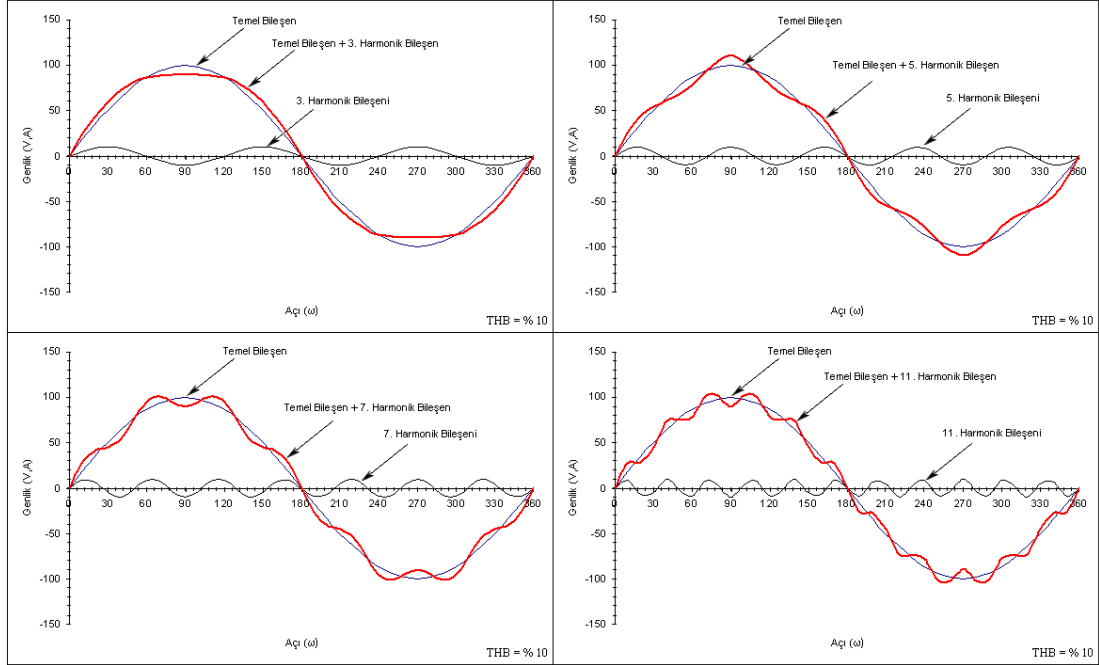 Temel Bileşen
Temel Bileşen + 3. Harmonik Bileşen
3. Harmonik Bileşeni
Genlik (V,A)
150
100
50
0
-50
-100
-150
0 30 60 90 120 150 180 210 240 270 300 330 360
Açı (ω)
THB = % 10
Temel Bileşen
Temel Bileşen + 5. Harmonik Bileşen
5. Harmonik Bileşeni
Genlik (V,A)
150
100
50
0
-50
-100
-150
0 30 60 90 120 150 180 210 240 270 300 330 360
Açı (ω)
THB = % 10
Temel Bileşen
Temel Bileşen + 7. Harmonik Bileşen
7. Harmonik Bileşeni
Genlik (V,A)
150
100
50
0
-50
-100
-150
0 30 60 90 120 150 180 210 240 270 300 330 360
Açı (ω)
THB = % 10
Temel Bileşen
Temel Bileşen + 11. Harmonik Bileşen
11. Harmonik Bileşeni
Genlik (V,A)
150
100
50
0
-50
-100
-150
0 30 60 90 120 150 180 210 240 270 300 330 360
Açı (ω)
THB = % 10